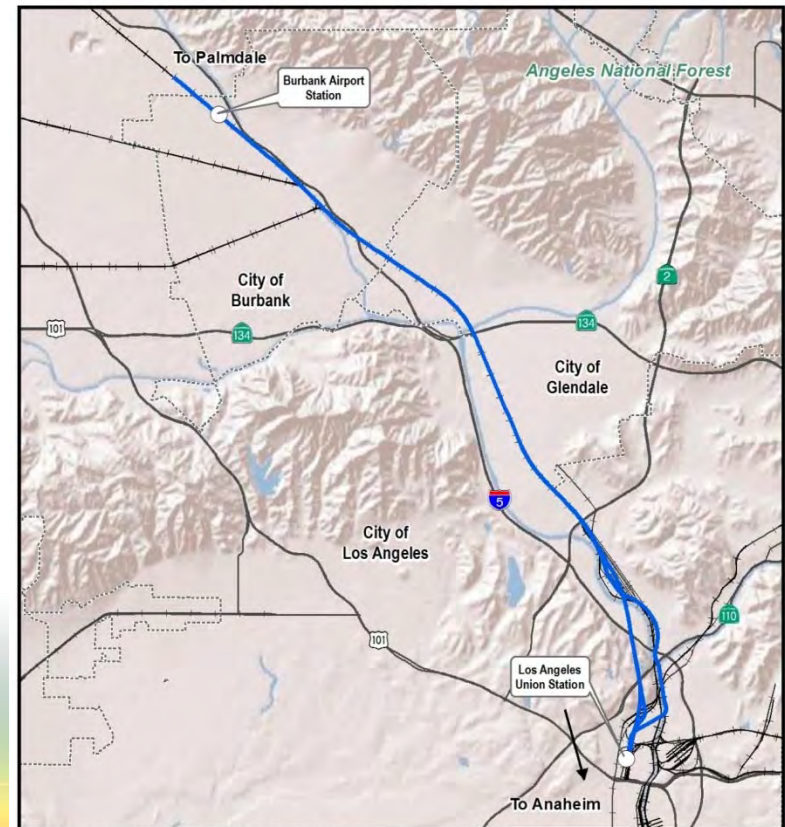 To Palmdale
Burbank Airport
Station
Angeles National Forest
2
City of
Burbank
101
134
134
City of
Glendale
5
City of
Los Angeles
110
101
Los Angeles
Union Station
To Anaheim